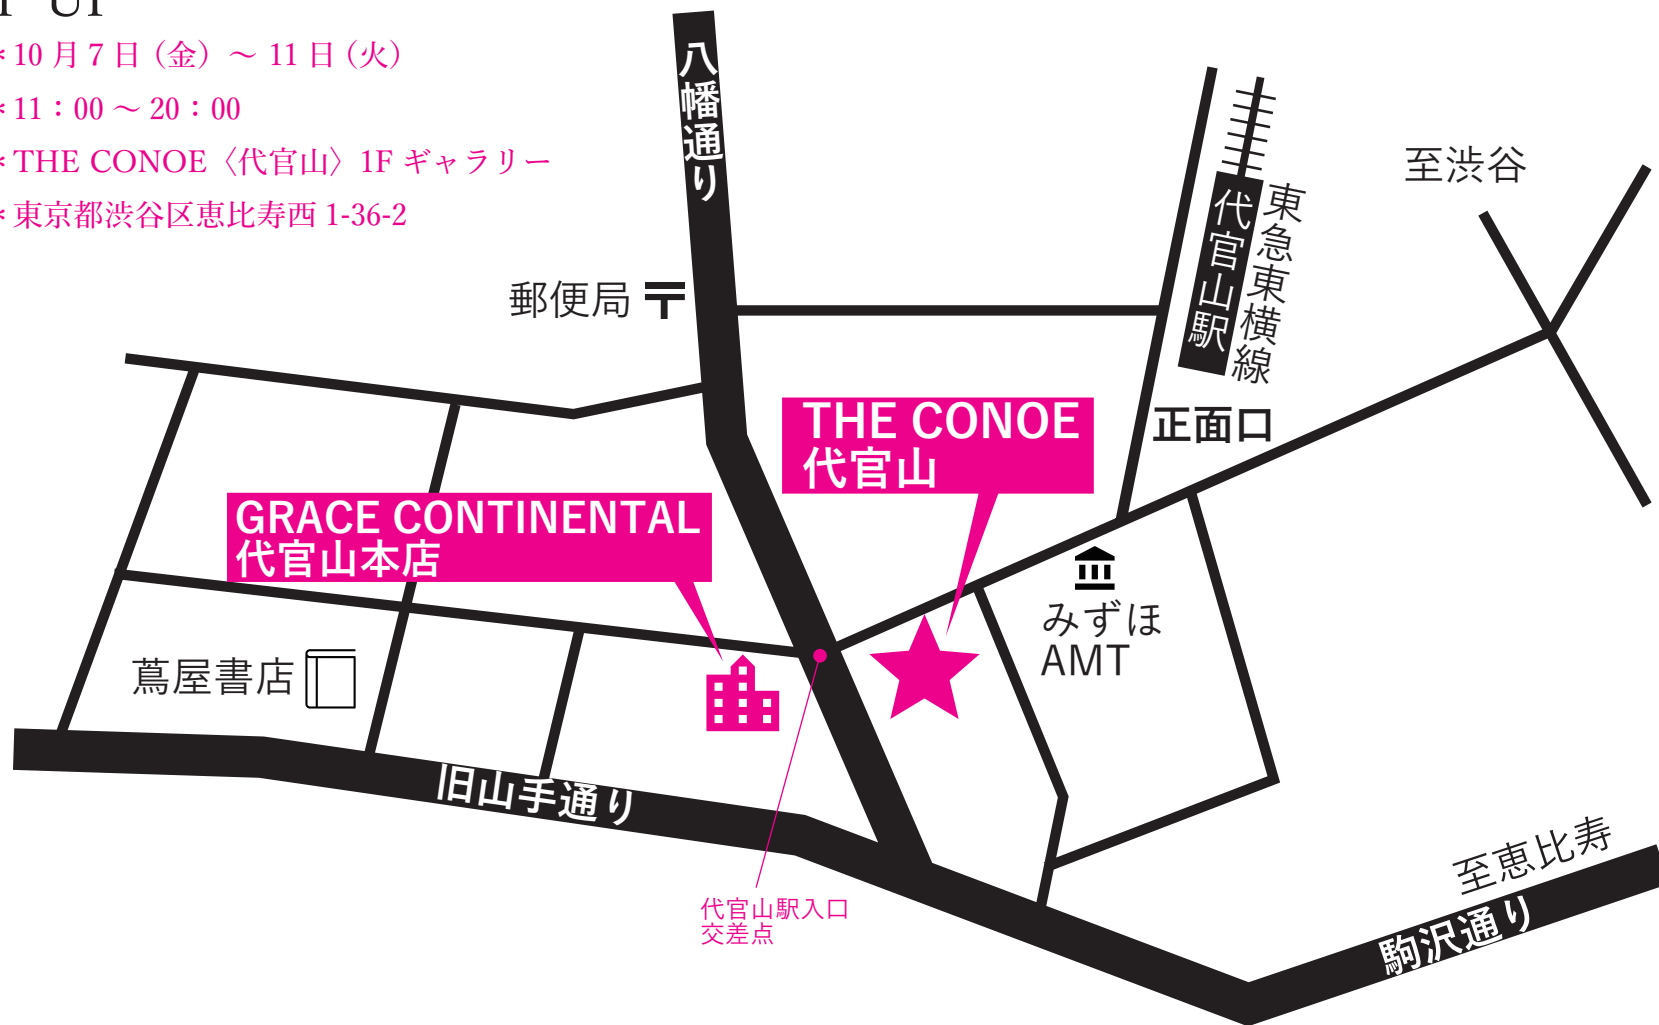 P UP
* 10 月 7 日（金）～ 11 日（火）
* 11：00 ～ 20：00
* THE CONOE〈代官山〉1F ギャラリー
* 東京都渋谷区恵比寿西 1-36-2
八幡通り
郵便局 〒
至渋谷
代官山駅
東急東横線
正面口
THE CONOE
代官山
GRACE CONTINENTAL
代官山本店
みずほ
AMT
蔦屋書店
旧山手通り
代官山駅入口
交差点
至恵比寿
駒沢通り